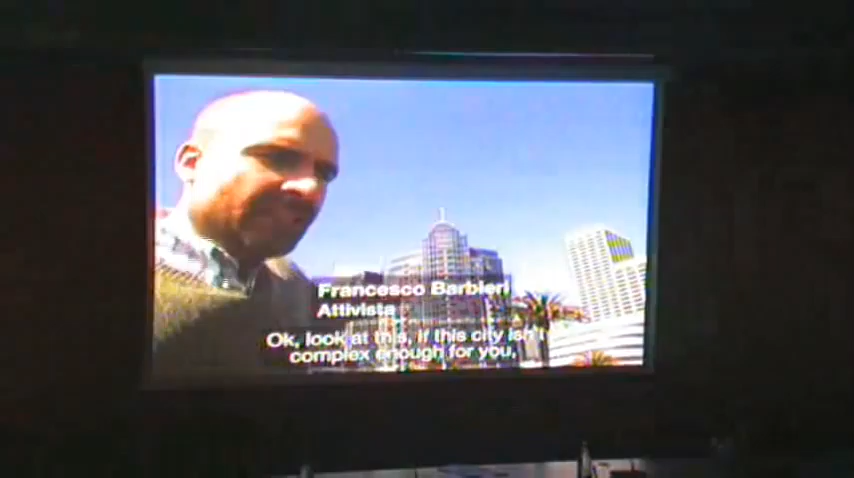 Francesco Barbieri
Attivista
Ok, look at this, if this city isn't
complex enough for you,